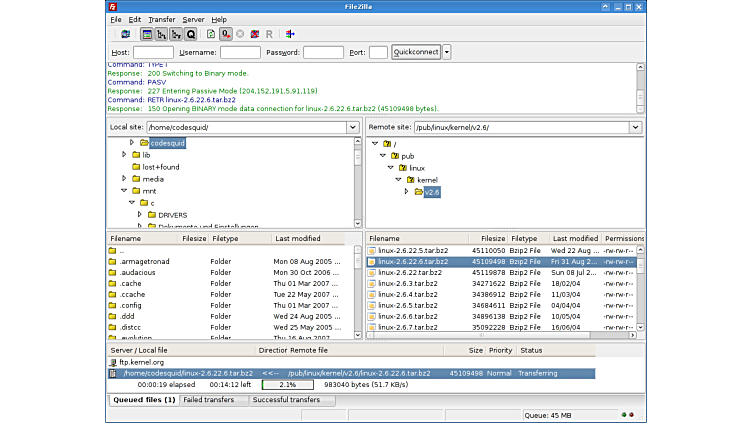 FileZilla
File Edit Transfer Server Help
Host: Username: Password: Port: Quickconnect
Command: TYPE I
Response: 200 Switching to Binary mode.
Command: PASV
Response: 227 Entering Passive Mode (204,152,191,5,91,119)
Command: RETR linux-2.6.22.6.tar.bz2
Response: 150 Opening BINARY mode data connection for linux-2.6.22.6.tar.bz2 (45109498 bytes).
Local site: /home/codesquid/
codesquid
lib
lost+found
media
mnt
c
DRIVERS
Dokumente und Einstellungen
Remote site: /pub/linux/kernel/v2.6/
/
pub
linux
kernel
v2.6
Filename Filesize Filetype Last modified
..
.armagetronad Folder Mon 08 Aug 2005 ...
.audacious Folder Mon 30 Oct 2006 ...
.cache Folder Thu 01 Mar 2007 ...
.ccache Folder Tue 22 May 2007 ...
.config Folder Thu 01 Mar 2007 ...
.ddd Folder Wed 24 Aug 2005 ...
.distcc Folder Wed 25 May 2005 ...
.evolution Folder Thu 16 Aug 2007
Filename Filesize Filetype Last modified Permissions
linux-2.6.22.5.tar.bz2 45110050 Bzip2 File Wed 22 Aug ... -rw-rw-r--
linux-2.6.22.6.tar.bz2 45109498 Bzip2 File Fri 31 Aug 2... -rw-rw-r--
linux-2.6.22.tar.bz2 45119878 Bzip2 File Sun 08 Jul 2... -rw-rw-r--
linux-2.6.3.tar.bz2 34271622 Bzip2 File 18/02/04 -rw-rw-r--
linux-2.6.4.tar.bz2 34386912 Bzip2 File 11/03/04 -rw-rw-r--
linux-2.6.5.tar.bz2 34684611 Bzip2 File 04/04/04 -rw-rw-r--
linux-2.6.6.tar.bz2 34896138 Bzip2 File 10/05/04 -rw-rw-r--
linux-2.6.7.tar.bz2 35092228 Bzip2 File 16/06/04 -rw-rw-r--
Server / Local file Direction Remote file Size Priority Status
ftp.kernel.org
/home/codesquid/linux-2.6.22.6.tar.bz2 <<-- /pub/linux/kernel/v2.6/linux-2.6.22.6.tar.bz2 45109498 Normal Transferring
00:00:19 elapsed 00:14:12 left 2.1% 983040 bytes (51.7 KB/s)
Queued files (1) Failed transfers Successful transfers
Queue: 45 MB